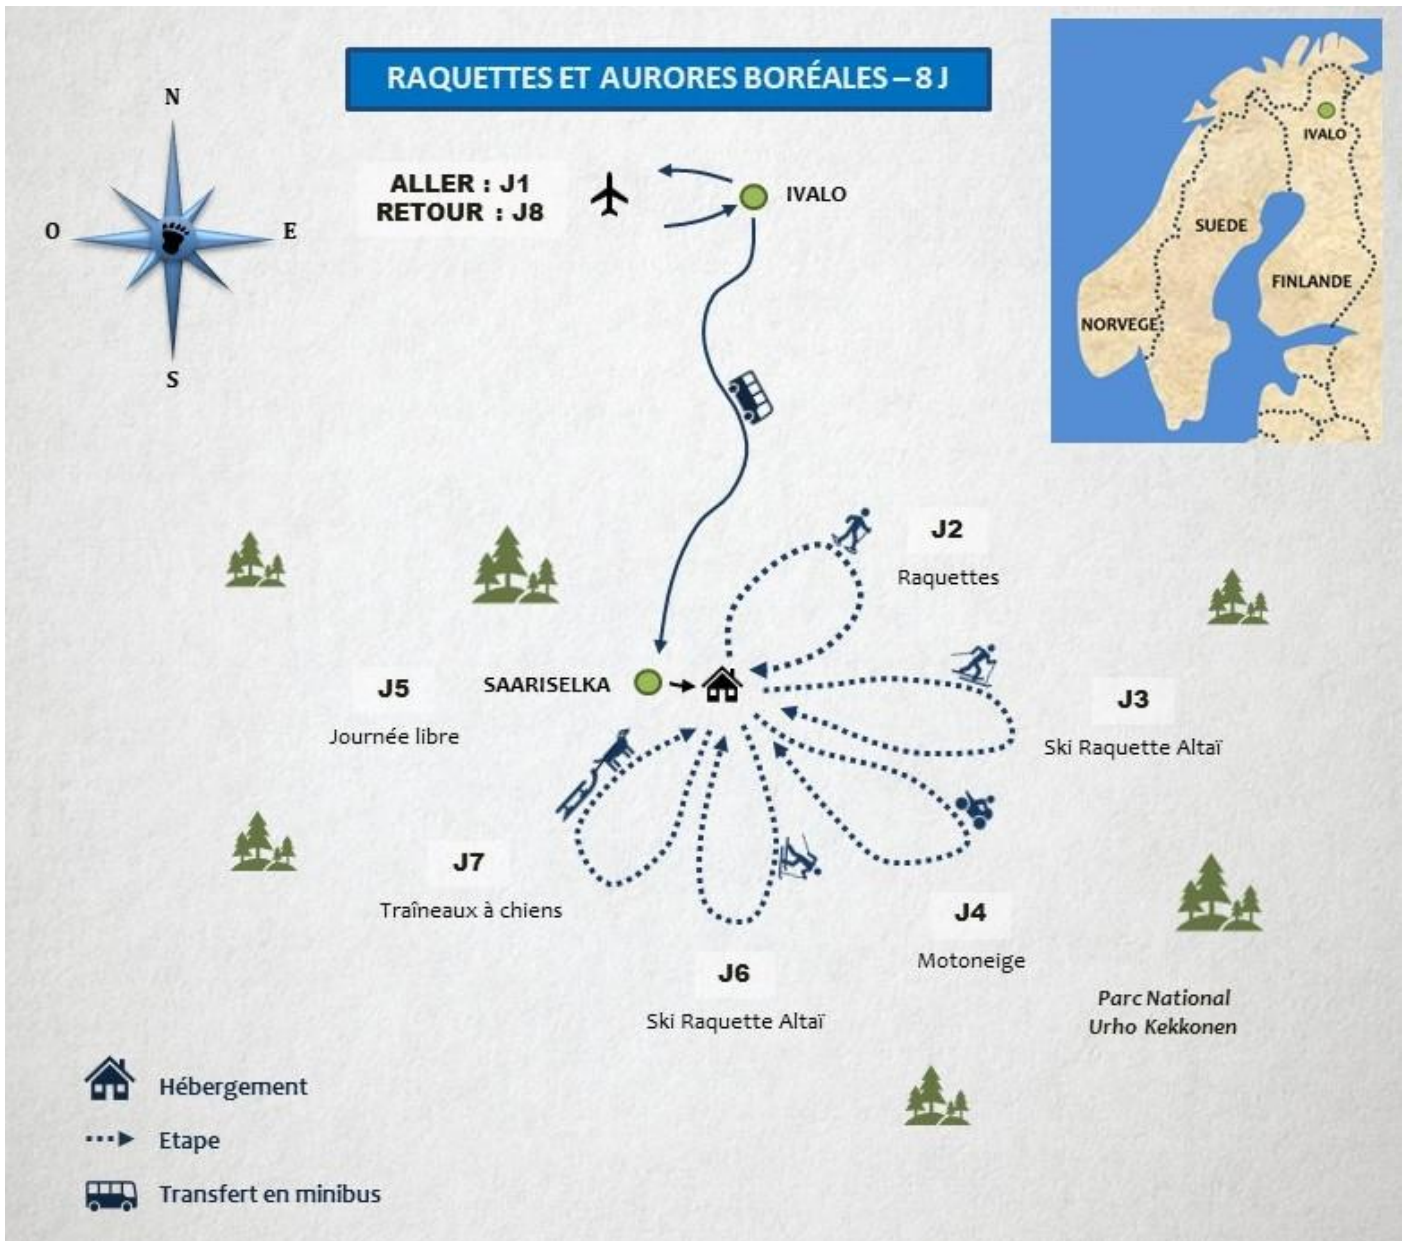 RAQUETTES ET AURORES BORÉALES – 8 J
N
O
E
S
ALLER : J1
RETOUR : J8
IVALO
IVALO
SUEDE
FINLANDE
NORVEGE
J2
Raquettes
SAARISELKA
J5
Journée libre
J3
Ski Raquette Altaï
J7
Traîneaux à chiens
J4
Motoneige
J6
Ski Raquette Altaï
Parc National
Urho Kekkonen
Hébergement
Etape
Transfert en minibus